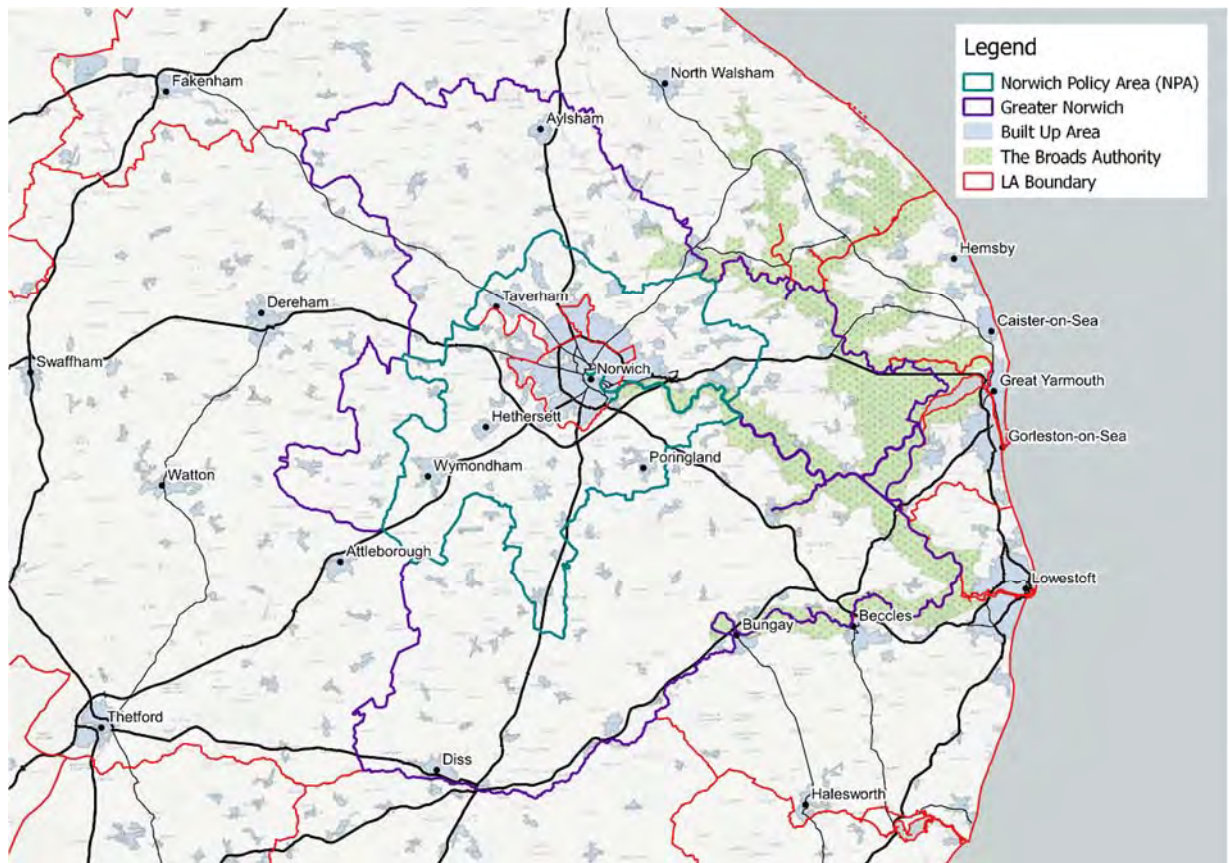 Legend
Norwich Policy Area (NPA)
Greater Norwich
Built Up Area
The Broads Authority
LA Boundary
Fakenham
North Walsham
Aylsham
Hemsby
Taverham
Dereham
Caister-on-Sea
Swaffham
Norwich
Great Yarmouth
Hethersett
Gorleston-on-Sea
Poringland
Wymondham
Watton
Attleborough
Lowestoft
Beccles
Bungay
Thetford
Diss
Halesworth